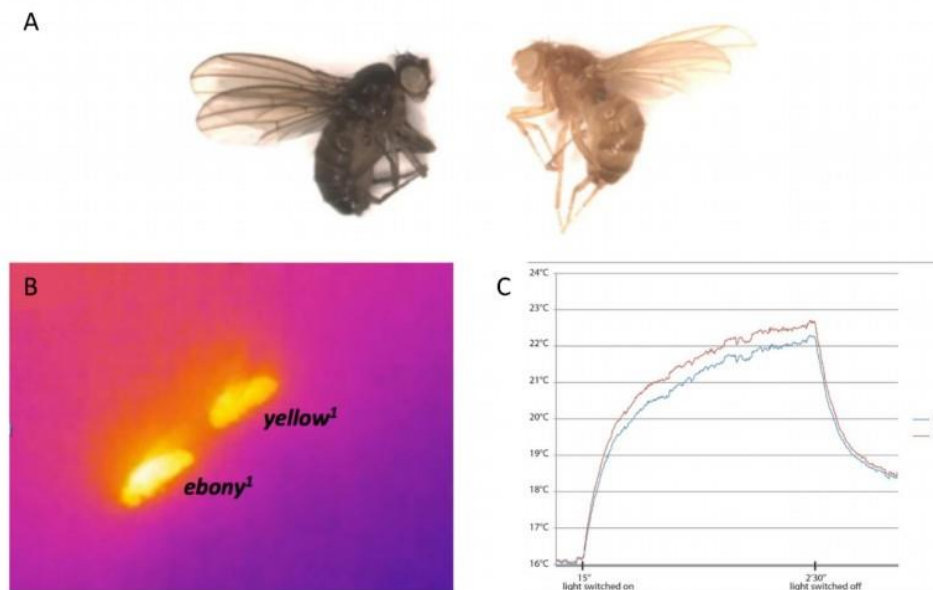 A
B
yellow¹
ebony¹
C
24°C
23°C
22°C
21°C
20°C
19°C
18°C
17°C
16°C
15"
light switched on
2'30"
light switched off